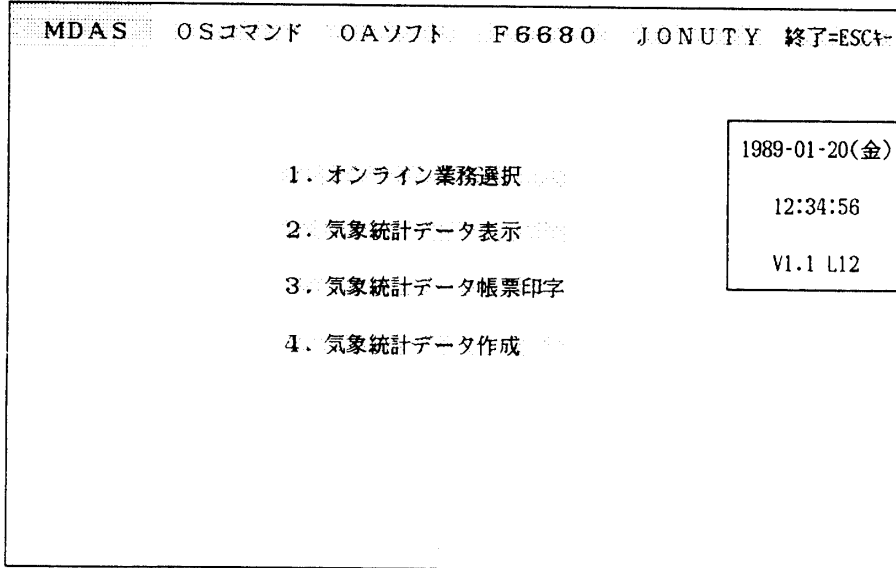 MDAS OSコマンド OAソフト F6680 JONUTY 終了=ESCキー
1989-01-20(金)
12:34:56
V1.1 L12
1．オンライン業務選択
2．気象統計データ表示
3．気象統計データ帳票印字
4．気象統計データ作成